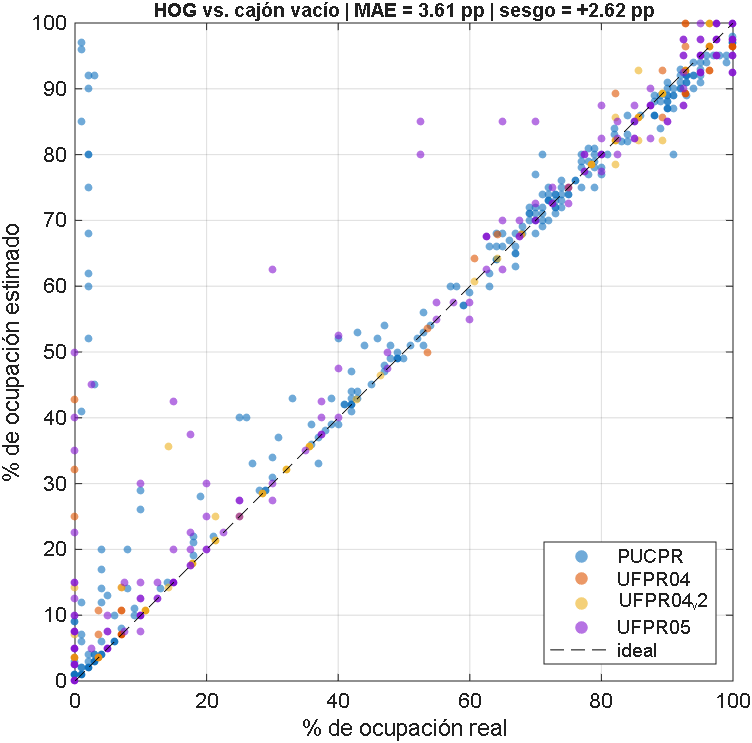 HOG vs. cajón vacío | MAE = 3.61 pp | sesgo = +2.62 pp
% de ocupación estimado
100
90
80
70
60
50
40
30
20
10
0
0 20 40 60 80 100
% de ocupación real
PUCPR
UFPR04
UFPR04v2
UFPR05
ideal